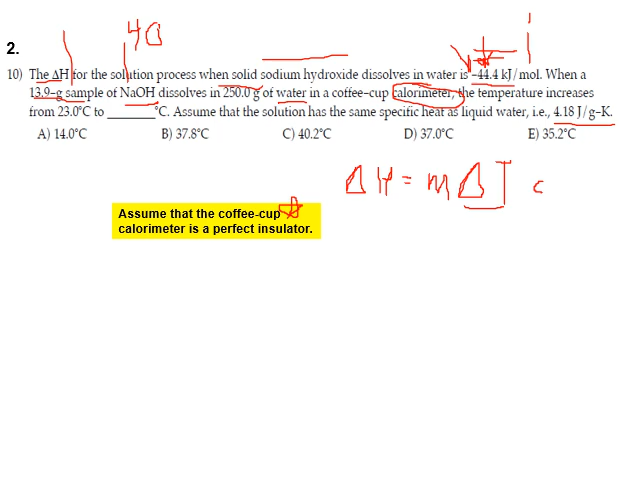 40
2.
10) The ΔH for the solution process when solid sodium hydroxide dissolves in water is –44.4 kJ/mol. When a
13.9–g sample of NaOH dissolves in 250.0 g of water in a coffee–cup calorimeter, the temperature increases
from 23.0°C to ________°C. Assume that the solution has the same specific heat as liquid water, i.e., 4.18 J/g–K.
A) 14.0°C B) 37.8°C C) 40.2°C D) 37.0°C E) 35.2°C
ΔH = m ΔT c
Assume that the coffee-cup
calorimeter is a perfect insulator.